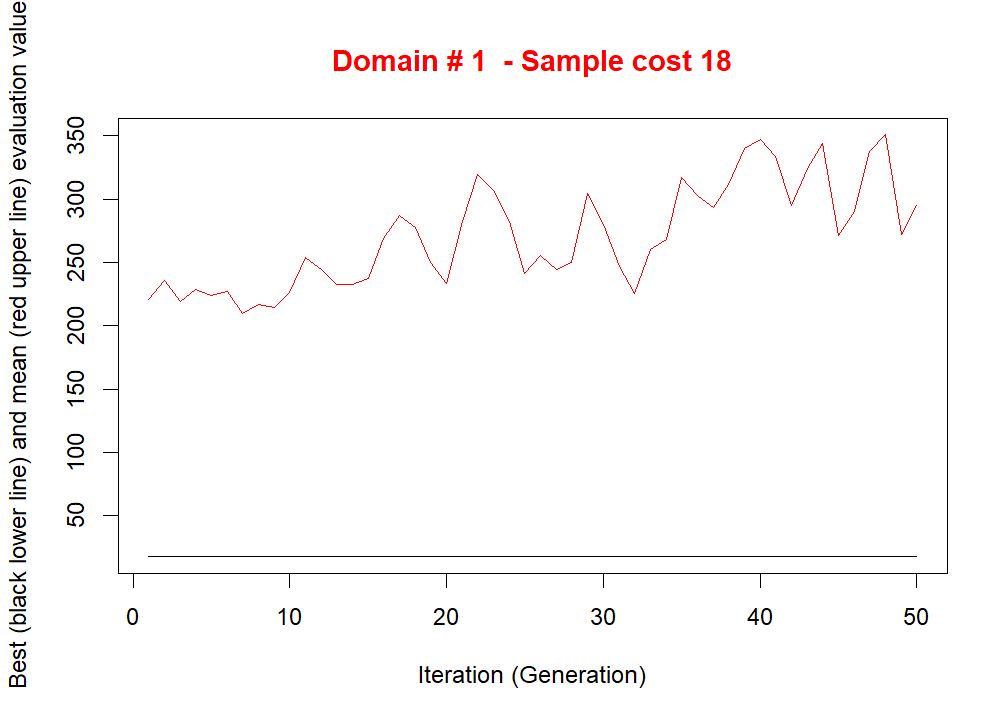 Domain # 1  - Sample cost 18
Best (black lower line) and mean (red upper line) evaluation value
350
300
250
200
150
100
50
0 10 20 30 40 50
Iteration (Generation)